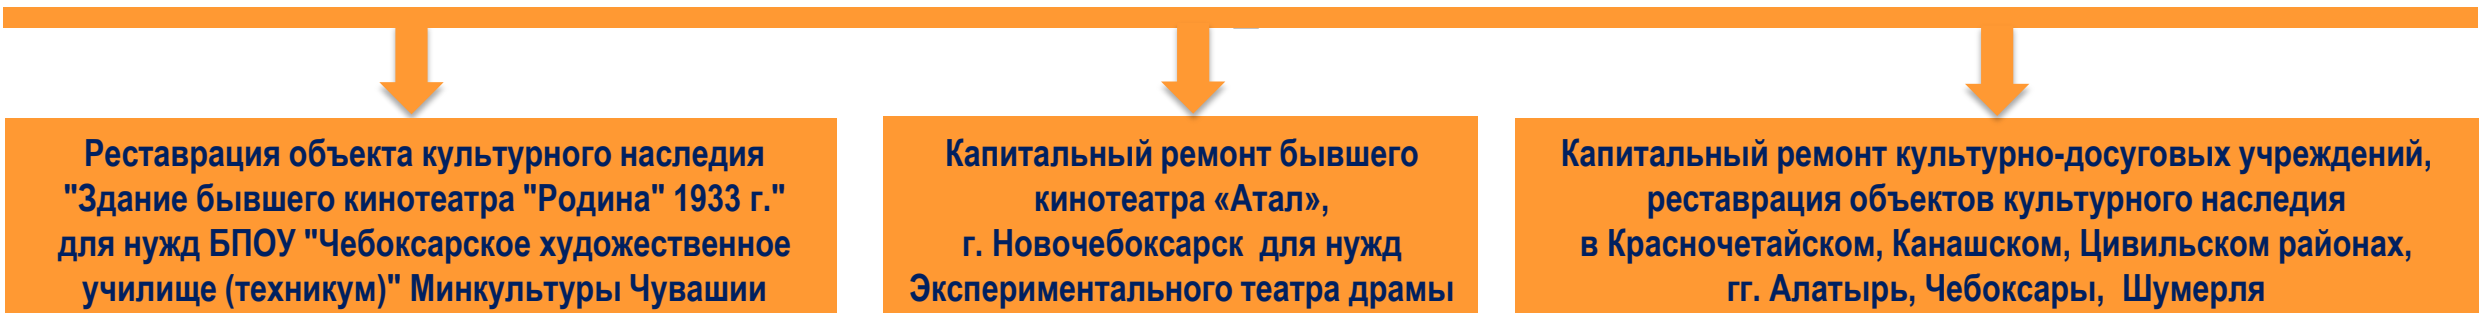 Реставрация объекта культурного наследия
"Здание бывшего кинотеатра "Родина" 1933 г."
для нужд БПОУ "Чебоксарское художественное
училище (техникум)" Минкультуры Чувашии
Капитальный ремонт бывшего
кинотеатра «Атал»,
г. Новочебоксарск для нужд
Экспериментального театра драмы
Капитальный ремонт культурно-досуговых учреждений,
реставрация объектов культурного наследия
в Красночетайском, Канашском, Цивильском районах,
гг. Алатырь, Чебоксары, Шумерля